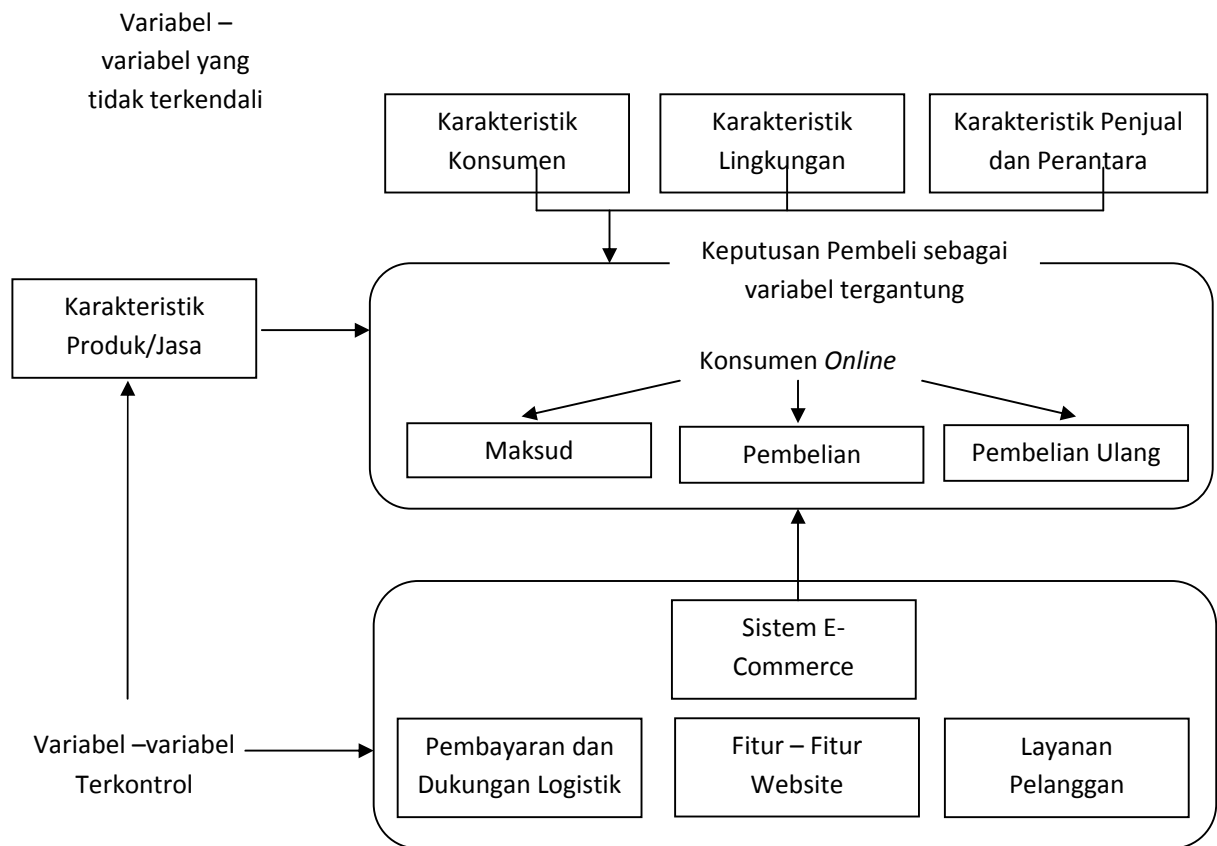 Variabel –
variabel yang
tidak terkendali
Karakteristik
Konsumen
Karakteristik
Lingkungan
Karakteristik Penjual
dan Perantara
Keputusan Pembeli sebagai
variabel tergantung
Karakteristik
Produk/Jasa
Konsumen Online
Maksud
Pembelian
Pembelian Ulang
Sistem E-
Commerce
Variabel –variabel
Terkontrol
Pembayaran dan
Dukungan Logistik
Fitur – Fitur
Website
Layanan
Pelanggan